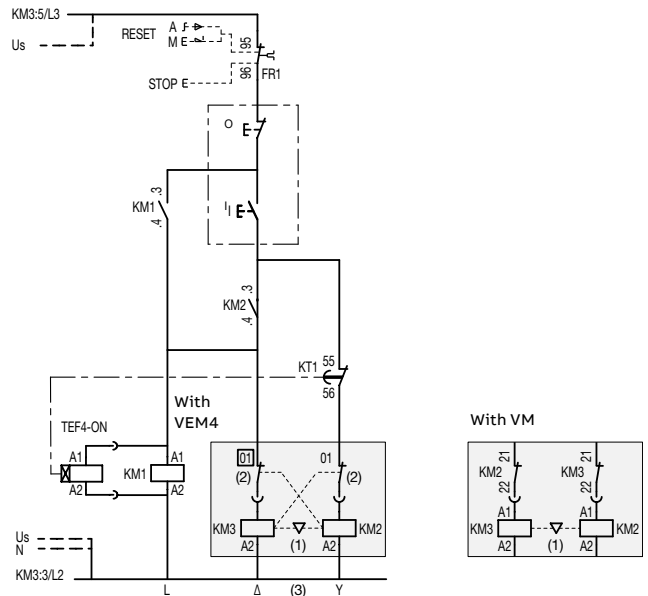 KM3:5/L3
Us
RESET
A
M E
95
96
FR1
STOP E
O
E
.3
.4
KM1
I
E
.3
.4
KM2
KT1
55
56
With
VEM4
TEF4-ON
A1
A2
KM1
A1
A2
01
(2)
01
(2)
KM3
A2
(1)
KM2
A2
With VM
21
22
KM2
21
22
KM3
A1
KM3
A2
(1)
A1
KM2
A2
Us
N
KM3:3/L2
L
Δ
(3)
Y